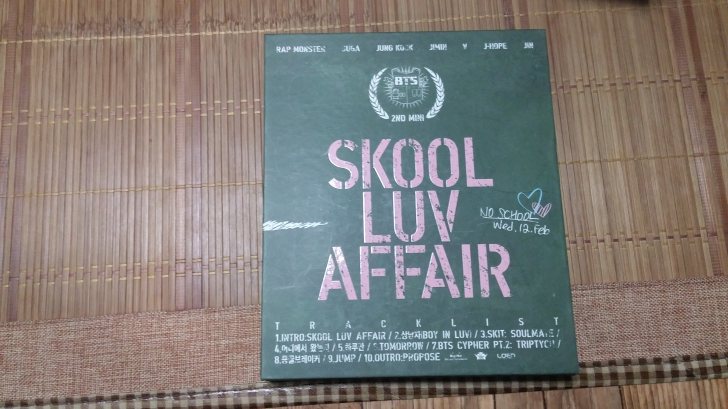 RAP MONSTER SUGA JUNG KOOK JIMIN V J-HOPE JIN
BTS
2ND MINI
SKOOL
LUV
AFFAIR
NO SCHOOL
Wed, 12. Feb
TRACKLIST
1.INTRO:SKOOL LUV AFFAIR / 2.상남자(BOY IN LUV) / 3.SKIT: SOULMATE /
4.어디에서 왔는지 / 5.하루만 / 6.TOMORROW / 7.BTS CYPHER PT.2: TRIPTYCH /
8.등골브레이커 / 9.JUMP / 10.OUTRO:PROPOSE
LOEN